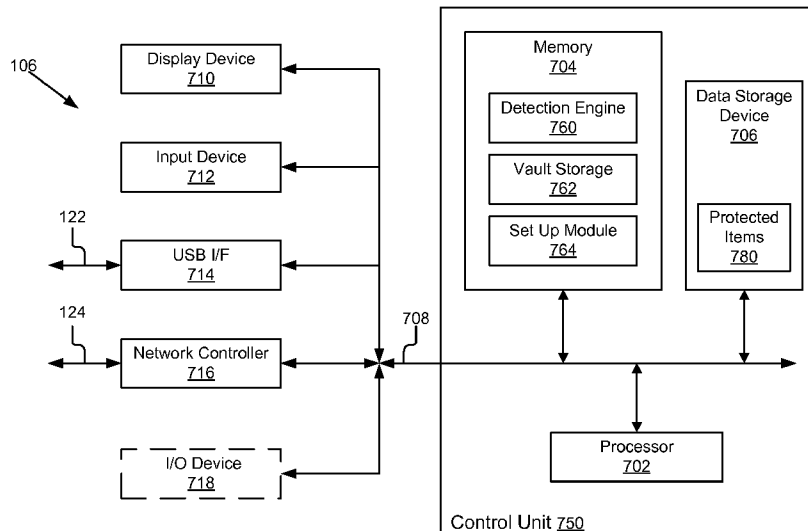 106
Display Device
710
Input Device
712
122
USB I/F
714
124
Network Controller
716
I/O Device
718
708
Memory
704
Detection Engine
760
Vault Storage
762
Set Up Module
764
Data Storage
Device
706
Protected
Items
780
Processor
702
Control Unit 750